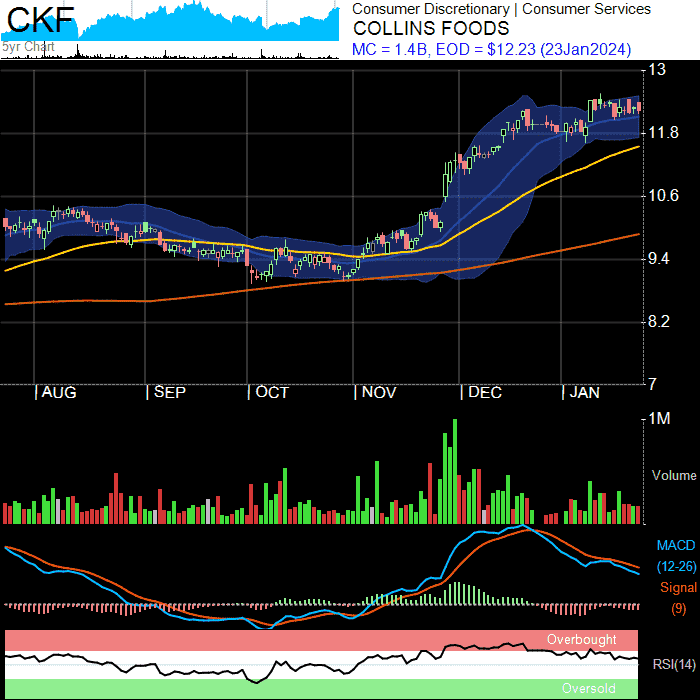 CKF
5yr Chart
Consumer Discretionary | Consumer Services
COLLINS FOODS
MC = 1.4B, EOD = $12.23 (23Jan2024)
13
11.8
10.6
9.4
8.2
7
| AUG | SEP | OCT | NOV | DEC | JAN
1M
Volume
MACD
(12-26)
Signal
(9)
Overbought
RSI(14)
Oversold